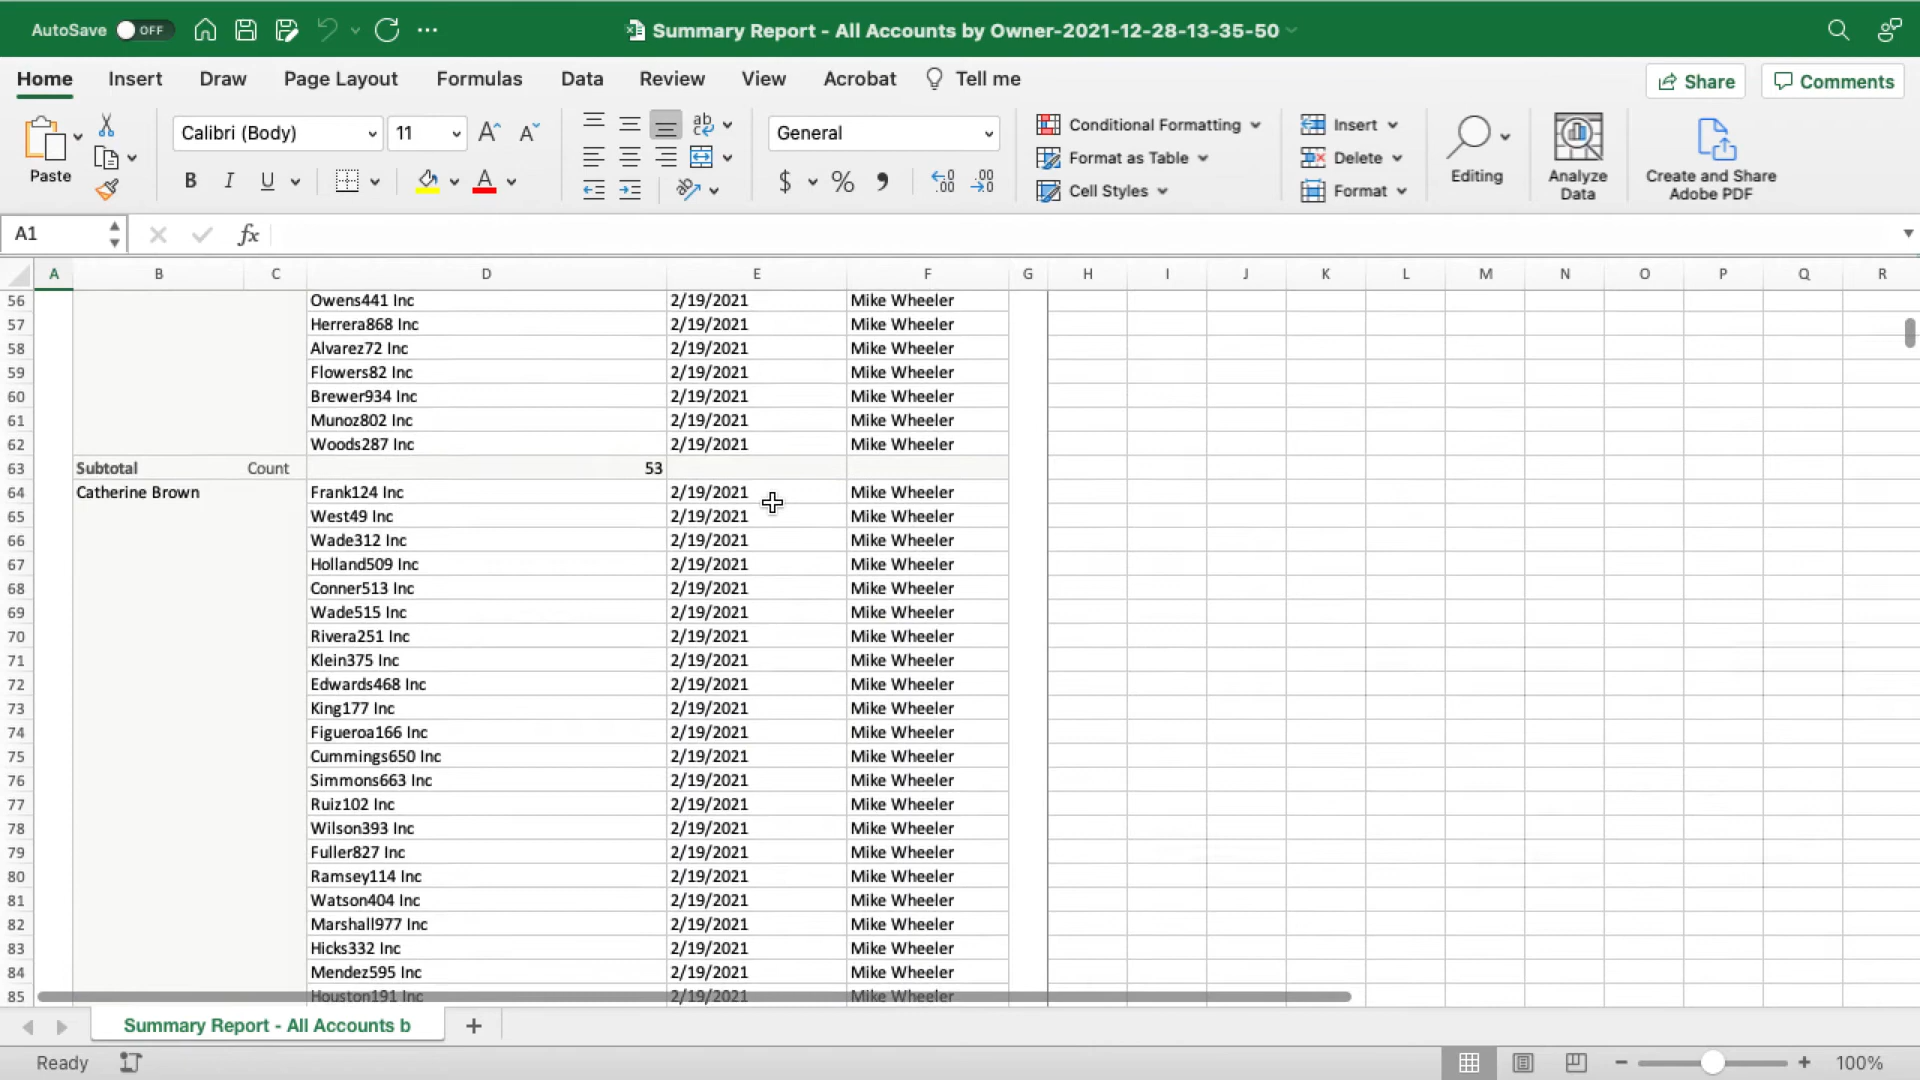 AutoSave OFF Summary Report - All Accounts by Owner-2021-12-28-13-35-50
Home Insert Draw Page Layout Formulas Data Review View Acrobat Tell me Share Comments
Paste Calibri (Body) 11 A A ab General Conditional Formatting Insert
Format as Table Delete Editing Analyze Data Create and Share Adobe PDF
B I U A $ % Cell Styles Format
A1 fx
A B C D E F G H I J K L M N O P Q R
56 Owens441 Inc 2/19/2021 Mike Wheeler
57 Herrera868 Inc 2/19/2021 Mike Wheeler
58 Alvarez72 Inc 2/19/2021 Mike Wheeler
59 Flowers82 Inc 2/19/2021 Mike Wheeler
60 Brewer934 Inc 2/19/2021 Mike Wheeler
61 Munoz802 Inc 2/19/2021 Mike Wheeler
62 Woods287 Inc 2/19/2021 Mike Wheeler
63 Subtotal Count 53
64 Catherine Brown Frank124 Inc 2/19/2021 Mike Wheeler
65 West49 Inc 2/19/2021 Mike Wheeler
66 Wade312 Inc 2/19/2021 Mike Wheeler
67 Holland509 Inc 2/19/2021 Mike Wheeler
68 Conner513 Inc 2/19/2021 Mike Wheeler
69 Wade515 Inc 2/19/2021 Mike Wheeler
70 Rivera251 Inc 2/19/2021 Mike Wheeler
71 Klein375 Inc 2/19/2021 Mike Wheeler
72 Edwards468 Inc 2/19/2021 Mike Wheeler
73 King177 Inc 2/19/2021 Mike Wheeler
74 Figueroa166 Inc 2/19/2021 Mike Wheeler
75 Cummings650 Inc 2/19/2021 Mike Wheeler
76 Simmons663 Inc 2/19/2021 Mike Wheeler
77 Ruiz102 Inc 2/19/2021 Mike Wheeler
78 Wilson393 Inc 2/19/2021 Mike Wheeler
79 Fuller827 Inc 2/19/2021 Mike Wheeler
80 Ramsey114 Inc 2/19/2021 Mike Wheeler
81 Watson404 Inc 2/19/2021 Mike Wheeler
82 Marshall977 Inc 2/19/2021 Mike Wheeler
83 Hicks332 Inc 2/19/2021 Mike Wheeler
84 Mendez595 Inc 2/19/2021 Mike Wheeler
85 Houston191 Inc 2/19/2021 Mike Wheeler
Summary Report - All Accounts b
Ready 100%